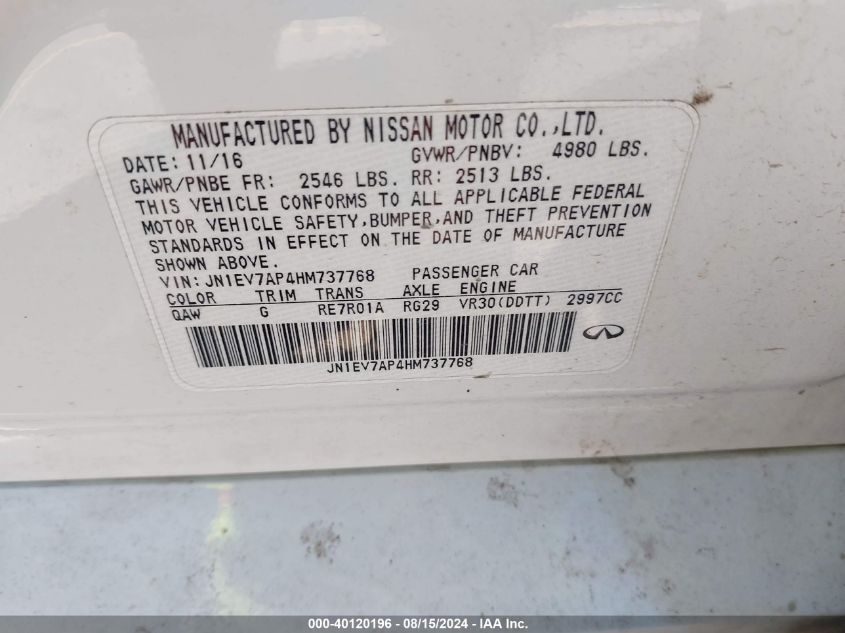 MANUFACTURED BY NISSAN MOTOR CO.,LTD.
DATE: 11/16 GVWR/PNBV: 4980 LBS.
GAWR/PNBE FR: 2546 LBS. RR: 2513 LBS.
THIS VEHICLE CONFORMS TO ALL APPLICABLE FEDERAL
MOTOR VEHICLE SAFETY,BUMPER,AND THEFT PREVENTION
STANDARDS IN EFFECT ON THE DATE OF MANUFACTURE
SHOWN ABOVE.
VIN: JN1EV7AP4HM737768 PASSENGER CAR
COLOR TRIM TRANS AXLE ENGINE
QAW G RE7R01A RG29 VR30(DDTT) 2997CC
JN1EV7AP4HM737768
000-40120196 - 08/15/2024 - IAA Inc.